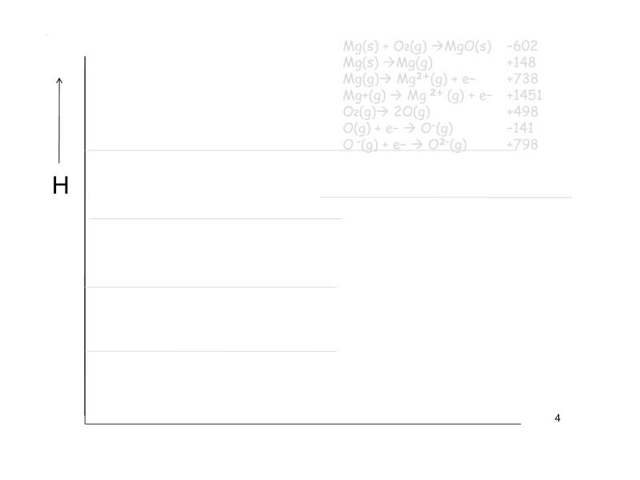 Mg(s) + O₂(g) →MgO(s) –602
Mg(s) →Mg(g) +148
Mg(g)→ Mg²⁺(g) + e– +738
Mg+(g) → Mg ²⁺ (g) + e– +1451
O₂(g)→ 2O(g) +498
O(g) + e– → O⁻(g) –141
O ⁻(g) + e– → O²⁻(g) +798
H
4